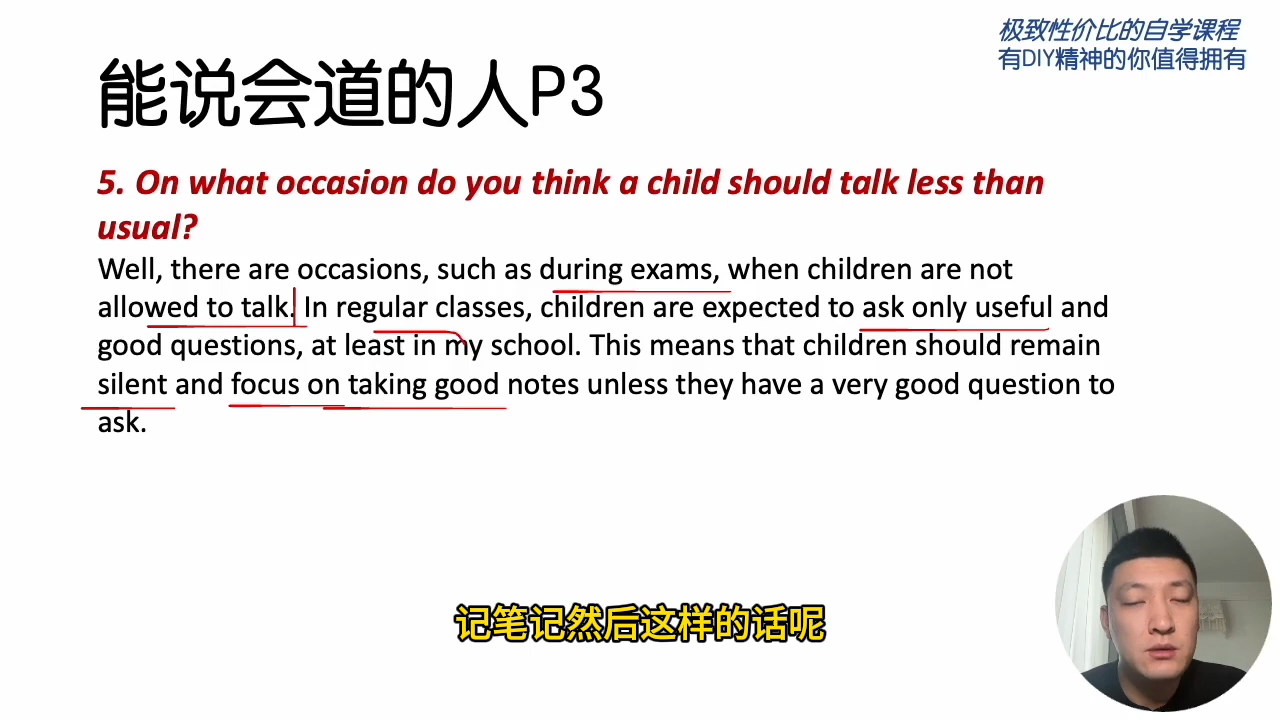 极致性价比的自学课程
有DIY精神的你值得拥有
能说会道的人P3
5. On what occasion do you think a child should talk less than
usual?
Well, there are occasions, such as during exams, when children are not
allowed to talk. In regular classes, children are expected to ask only useful and
good questions, at least in my school. This means that children should remain
silent and focus on taking good notes unless they have a very good question to
ask.
记笔记然后这样的话呢